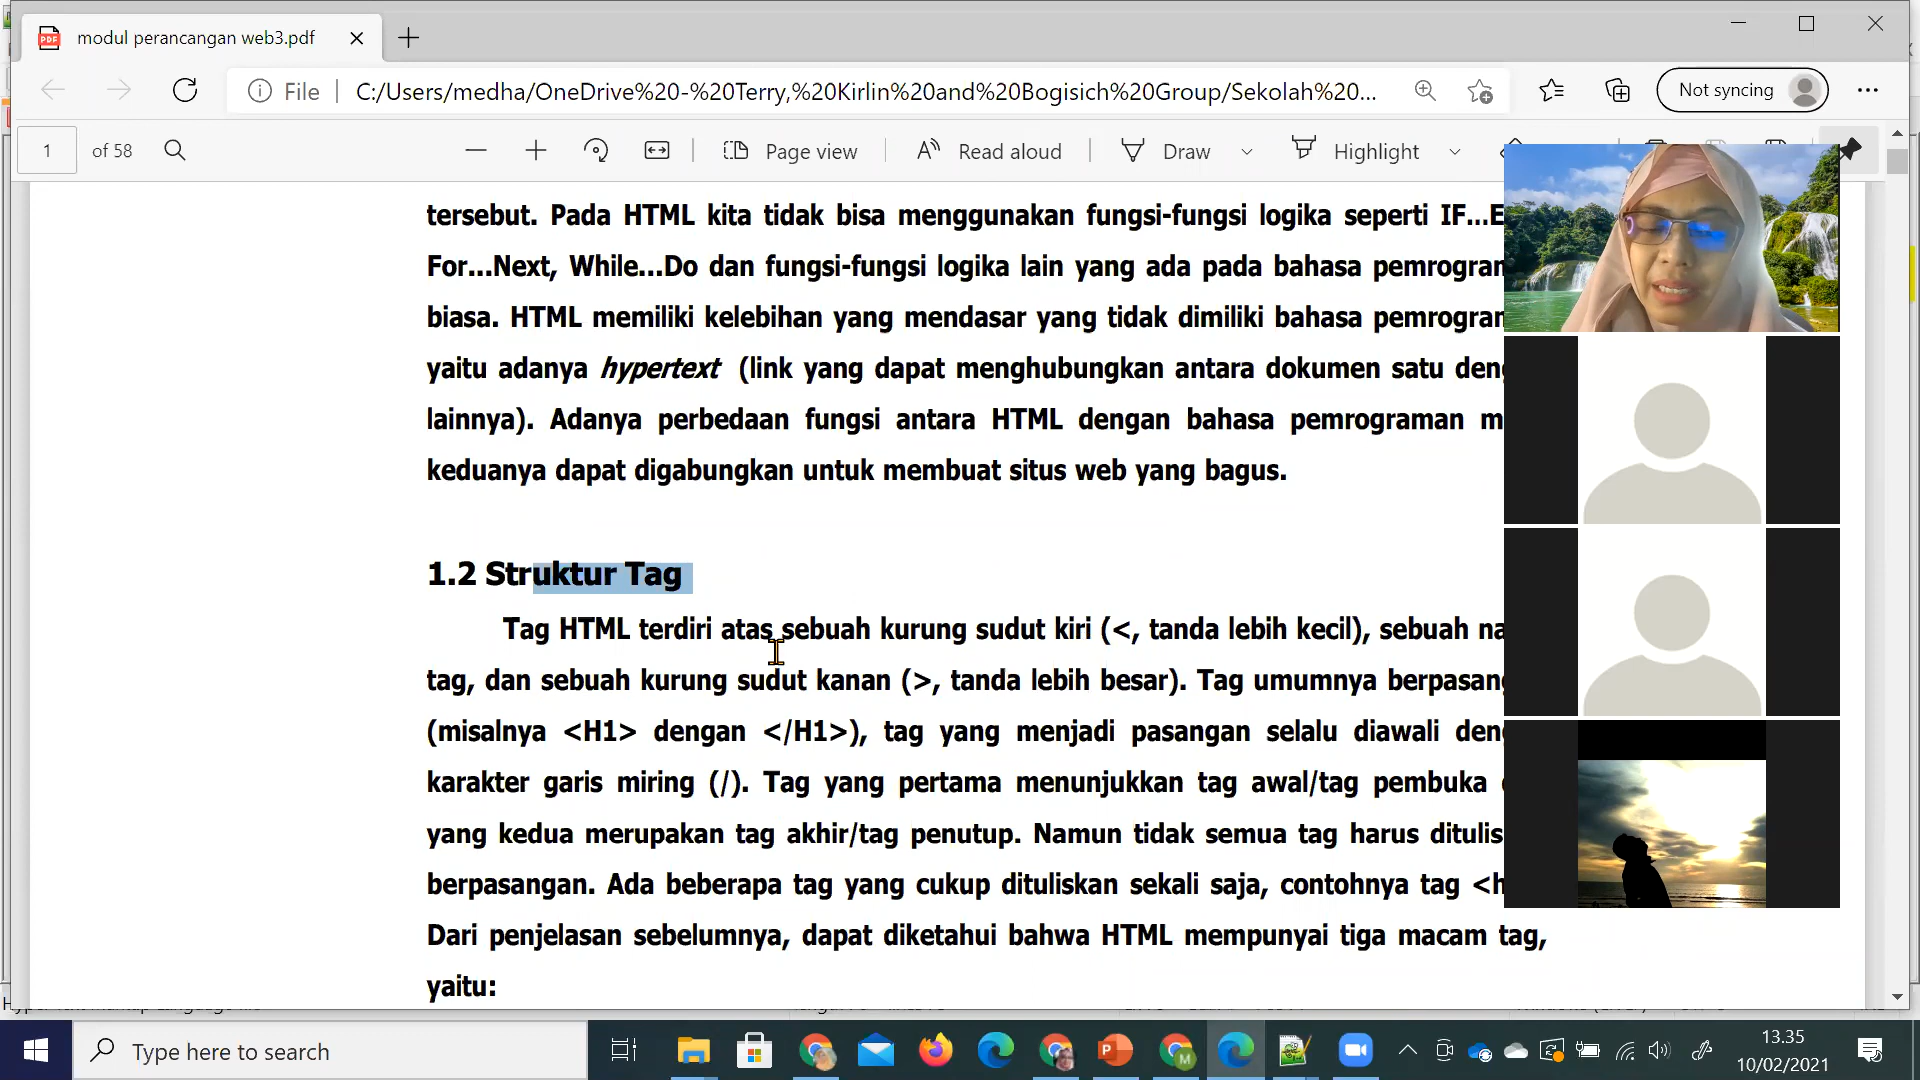 modul perancangan web3.pdf
File
C:/Users/medha/OneDrive%20-%20Terry,%20Kirlin%20and%20Bogisich%20Group/Sekolah%20...
Not syncing
1 of 58
Page view
Read aloud
Draw
Highlight
tersebut. Pada HTML kita tidak bisa menggunakan fungsi-fungsi logika seperti IF...E
For...Next, While...Do dan fungsi-fungsi logika lain yang ada pada bahasa pemrogram
biasa. HTML memiliki kelebihan yang mendasar yang tidak dimiliki bahasa pemrogram
yaitu adanya hypertext (link yang dapat menghubungkan antara dokumen satu deng
lainnya). Adanya perbedaan fungsi antara HTML dengan bahasa pemrograman m
keduanya dapat digabungkan untuk membuat situs web yang bagus.
1.2 Struktur Tag
Tag HTML terdiri atas sebuah kurung sudut kiri (<, tanda lebih kecil), sebuah na
tag, dan sebuah kurung sudut kanan (>, tanda lebih besar). Tag umumnya berpasang
(misalnya <H1> dengan </H1>), tag yang menjadi pasangan selalu diawali deng
karakter garis miring (/). Tag yang pertama menunjukkan tag awal/tag pembuka
yang kedua merupakan tag akhir/tag penutup. Namun tidak semua tag harus ditulis
berpasangan. Ada beberapa tag yang cukup dituliskan sekali saja, contohnya tag <h
Dari penjelasan sebelumnya, dapat diketahui bahwa HTML mempunyai tiga macam tag,
yaitu:
Type here to search
13.35
10/02/2021